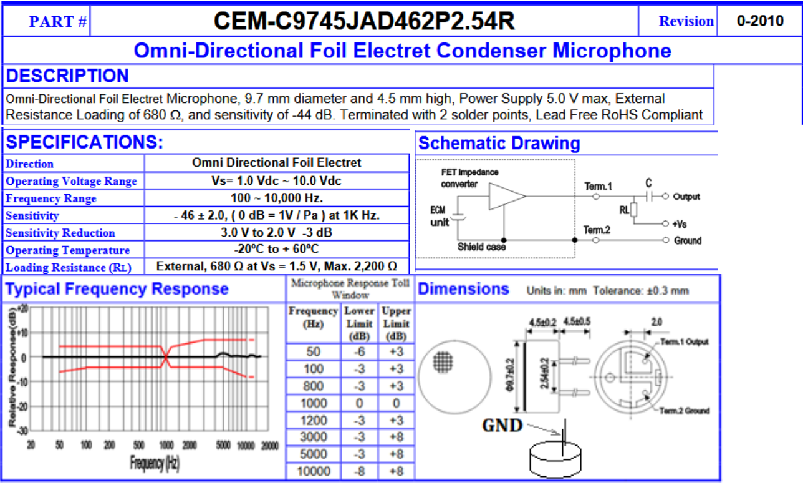 PART # CEM-C9745JAD462P2.54R Revision 0-2010
Omni-Directional Foil Electret Condenser Microphone
DESCRIPTION
Omni-Directional Foil Electret Microphone, 9.7 mm diameter and 4.5 mm high, Power Supply 5.0 V max, External
Resistance Loading of 680 Ω, and sensitivity of -44 dB. Terminated with 2 solder points, Lead Free RoHS Compliant
SPECIFICATIONS:
Direction Omni Directional Foil Electret
Operating Voltage Range Vs= 1.0 Vdc ~ 10.0 Vdc
Frequency Range 100 ~ 10,000 Hz.
Sensitivity - 46 ± 2.0, ( 0 dB = 1V / Pa ) at 1K Hz.
Sensitivity Reduction 3.0 V to 2.0 V -3 dB
Operating Temperature -20ºC to + 60ºC
Loading Resistance (RL) External, 680 Ω at Vs = 1.5 V, Max. 2,200 Ω
Schematic Drawing
FET Impedance
converter
Term.1
C
Output
ECM
unit
RL
+Vs
Term.2
Ground
Shield case
Typical Frequency Response
Relative Response(dB)
+20
+10
0
-10
-20
-30
20 50 100 200 500 1000 2000 5000 10000 20000
Frequency(Hz)
Microphone Response Toll
Window
Frequency Lower Upper
(Hz) Limit Limit
(dB) (dB)
50 -6 +3
100 -3 +3
800 -3 +3
1000 0 0
1200 -3 +3
3000 -3 +8
5000 -3 +8
10000 -8 +8
Dimensions Units in: mm Tolerance: ±0.3 mm
4.5±0.2 4.5±0.5 2.0
Term.1 Output
Φ9.7±0.2
2.54±0.2
Term.2 Ground
GND